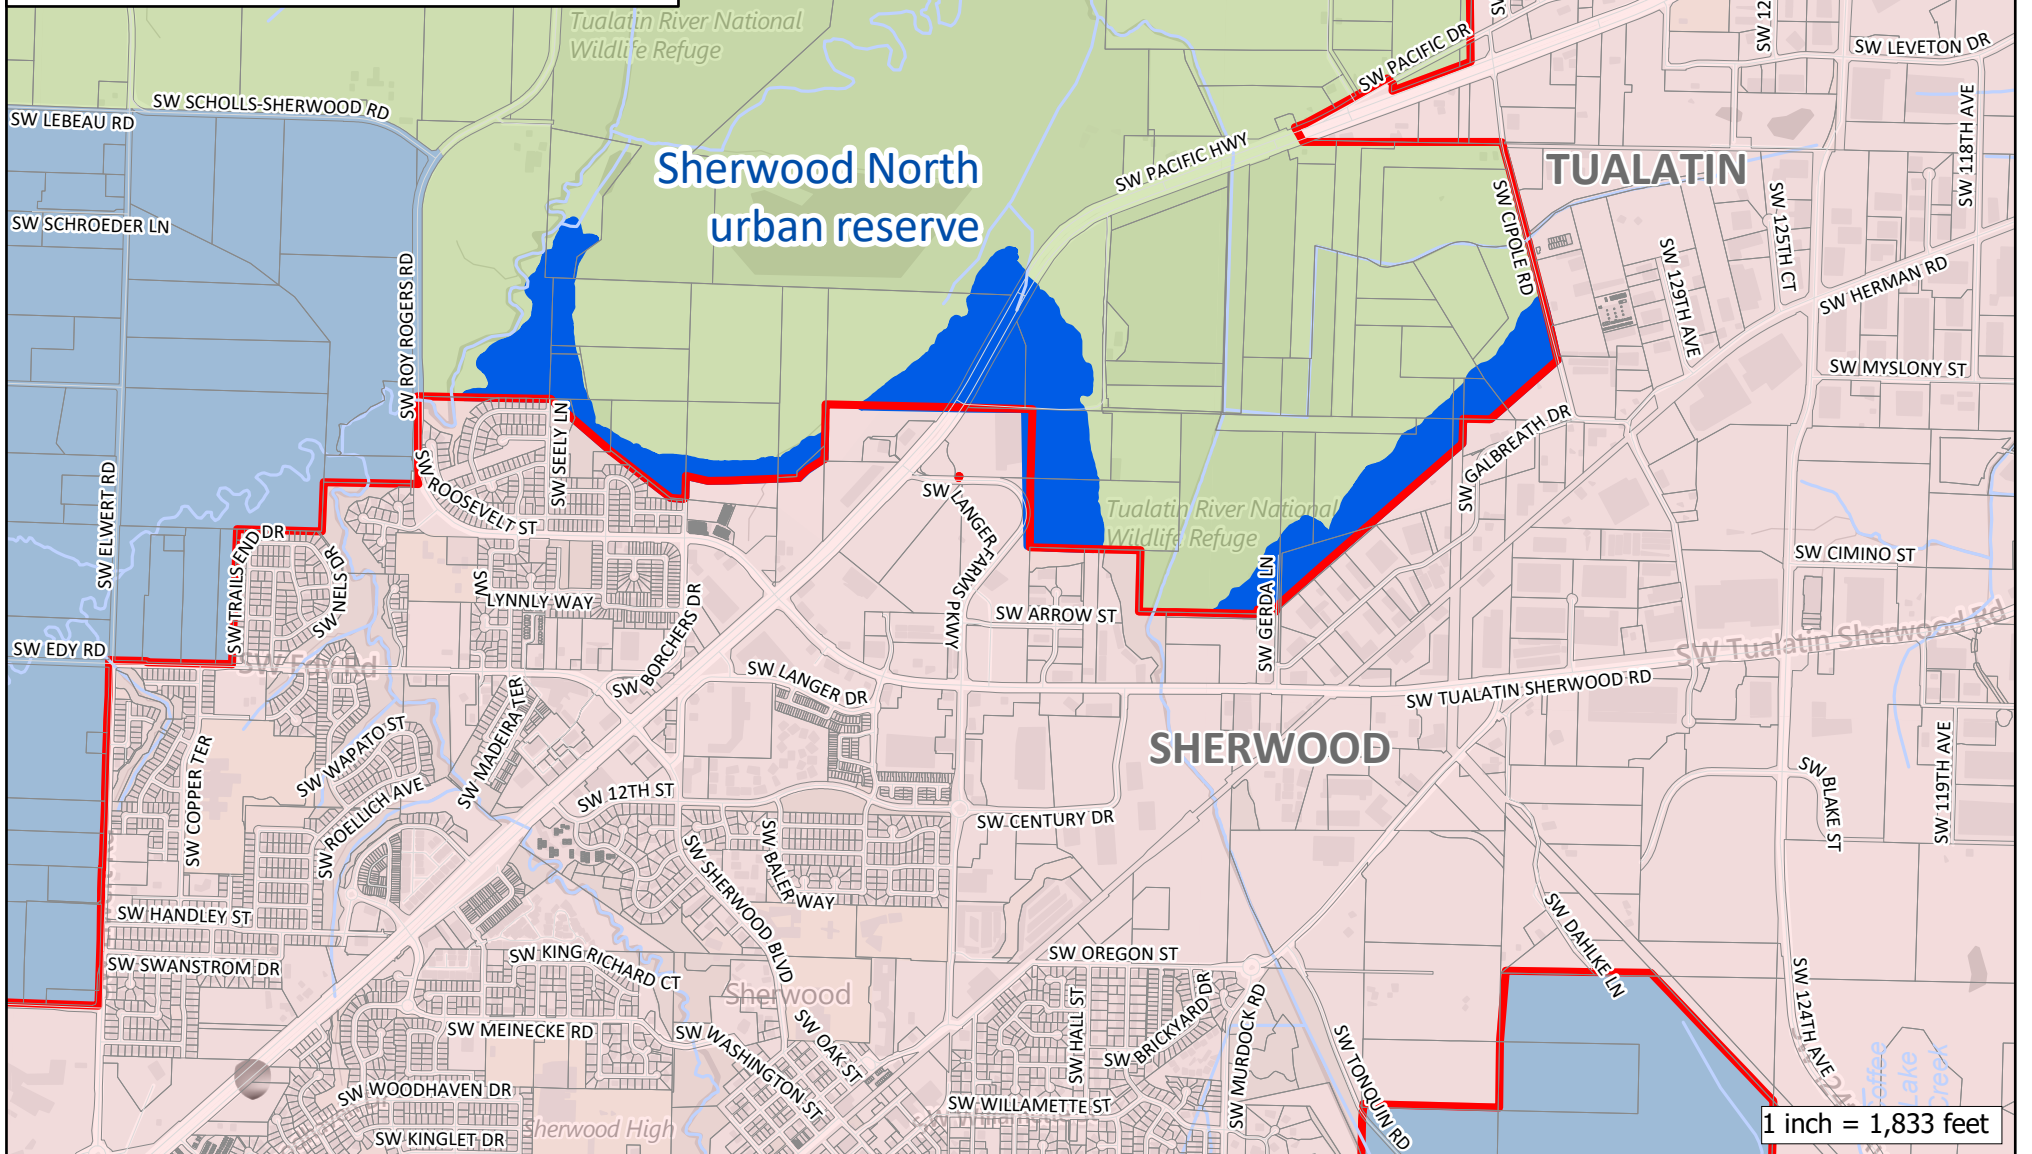 Tualatin River National
Wildlife Refuge
SW PACIFIC DR
SW 12
SW LEVETON DR
SW SCHOLLS-SHERWOOD RD
SW LEBEAU RD
SW 118TH AVE
Sherwood North
urban reserve
SW PACIFIC HWY
TUALATIN
SW SCHROEDER LN
SW CIPOLE RD
SW 125TH CT
SW ROY ROGERS RD
SW 129TH AVE
SW HERMAN RD
SW MYSLONY ST
SW SEELY LN
SW GALBREATH DR
SW ROOSEVELT ST
SW ELWERT RD
SW LANGER FARMS PKWY
Tualatin River National
Wildlife Refuge
SW TRAILS END DR
SW NELS DR
SW CIMINO ST
SW
LYNNLY WAY
SW BORCHERS DR
SW ARROW ST
SW GERDA LN
SW EDY RD
SW Edy Rd
SW Tualatin Sherwood Rd
SW LANGER DR
SW TUALATIN SHERWOOD RD
SW MADEIRA TER
SW WAPATO ST
SW COPPER TER
SHERWOOD
SW ROELLICH AVE
SW 12TH ST
SW CENTURY DR
SW BLAKE ST
SW 119TH AVE
SW BALER WAY
SW SHERWOOD BLVD
SW HANDLEY ST
SW DAHLKE LN
SW KING RICHARD CT
SW OREGON ST
SW SWANSTROM DR
Sherwood
SW BRICKYARD DR
SW MURDOCK RD
SW HALL ST
SW 124TH AVE
SW MEINECKE RD
SW WASHINGTON ST
SW OAK ST
SW TONQUIN RD
Lake
Creek
SW WOODHAVEN DR
SW WILLAMETTE ST
Sherwood High
SW KINGLET DR
1 inch = 1,833 feet